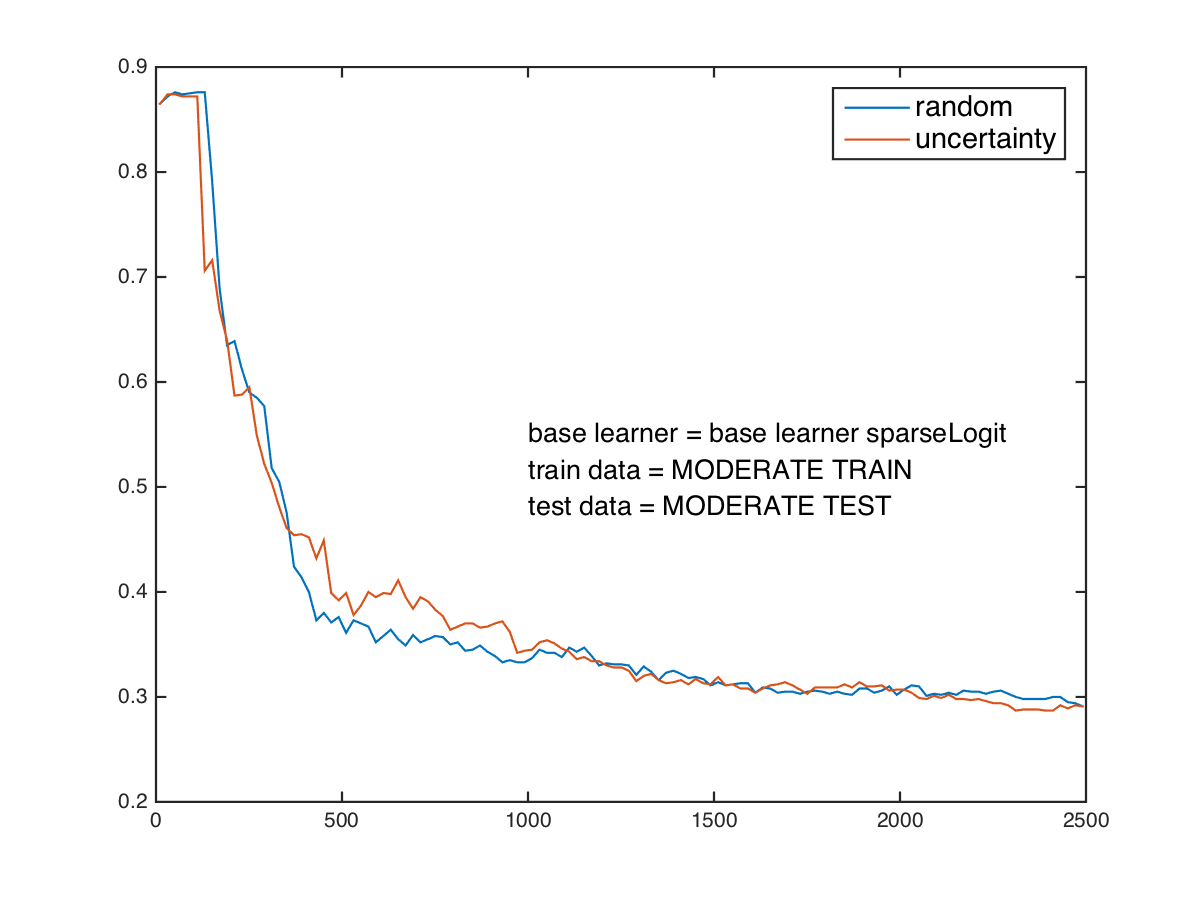 0.9
random
uncertainty
0.8
0.7
0.6
base learner = base learner sparseLogit
train data = MODERATE TRAIN
0.5
test data = MODERATE TEST
0.4
0.3
0.2
0 500 1000 1500 2000 2500